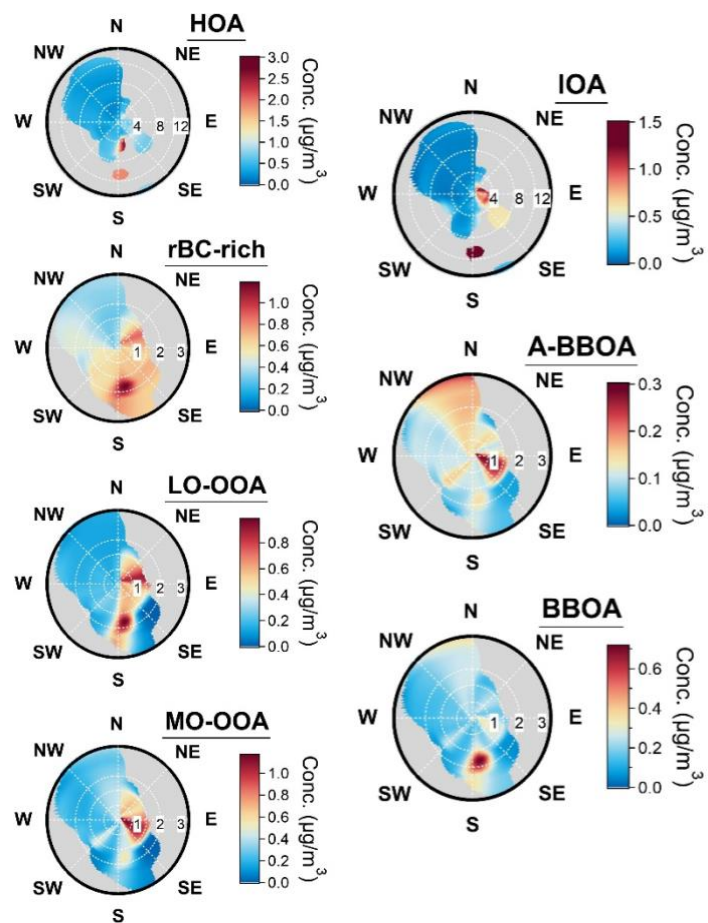 HOA
N
NW
NE
W
E
SW
SE
S
4 8 12
3.0
2.5
2.0
1.5
1.0
0.5
0.0
Conc. (µg/m³)
rBC-rich
N
NW
NE
W
E
SW
SE
S
1 2 3
1.0
0.8
0.6
0.4
0.2
0.0
Conc. (µg/m³)
LO-OOA
N
NW
NE
W
E
SW
SE
S
1 2 3
0.8
0.6
0.4
0.2
0.0
Conc. (µg/m³)
MO-OOA
N
NW
NE
W
E
SW
SE
S
1 2 3
1.0
0.8
0.6
0.4
0.2
0.0
Conc. (µg/m³)
IOA
N
NW
NE
W
E
SW
SE
S
4 8 12
1.5
1.0
0.5
0.0
Conc. (µg/m³)
A-BBOA
N
NW
NE
W
E
SW
SE
S
1 2 3
0.3
0.2
0.1
0.0
Conc. (µg/m³)
BBOA
N
NW
NE
W
E
SW
SE
S
1 2 3
0.6
0.4
0.2
0.0
Conc. (µg/m³)